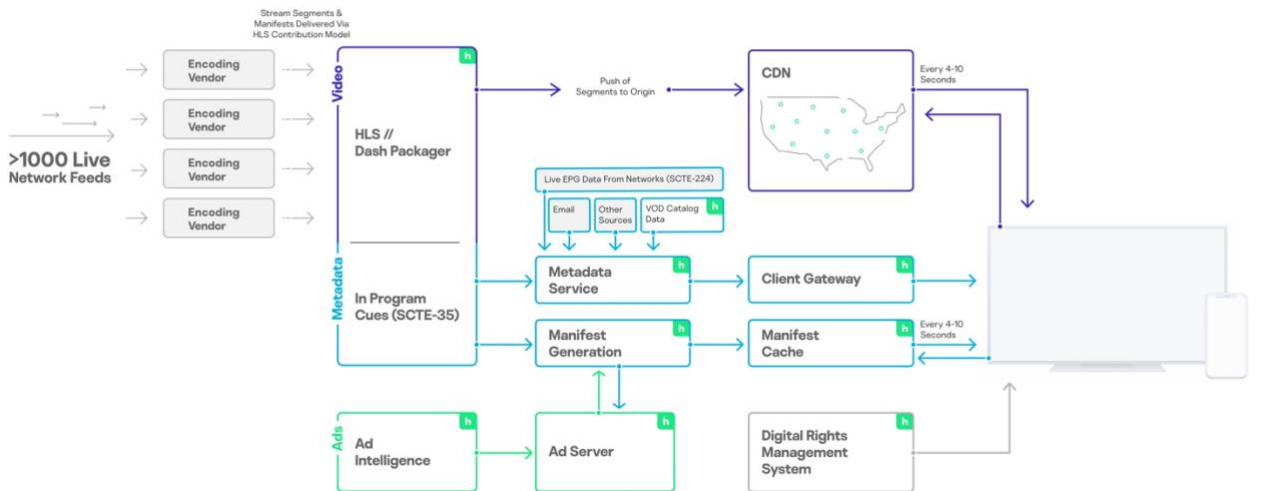 Stream Segments &
Manifests Delivered Via
HLS Contribution Model
>1000 Live
Network Feeds
Encoding
Vendor
Encoding
Vendor
Encoding
Vendor
Encoding
Vendor
Video
h
HLS //
Dash Packager
Metadata
In Program
Cues (SCTE-35)
Push of
Segments to Origin
CDN
Every 4-10
Seconds
Live EPG Data From Networks (SCTE-224)
Email
Other
Sources
VOD Catalog
Data
h
Metadata
Service
h
Client Gateway
h
Manifest
Generation
h
Manifest
Cache
h
Every 4-10
Seconds
Ads
Ad
Intelligence
h
Ad Server
h
Digital Rights
Management
System
h